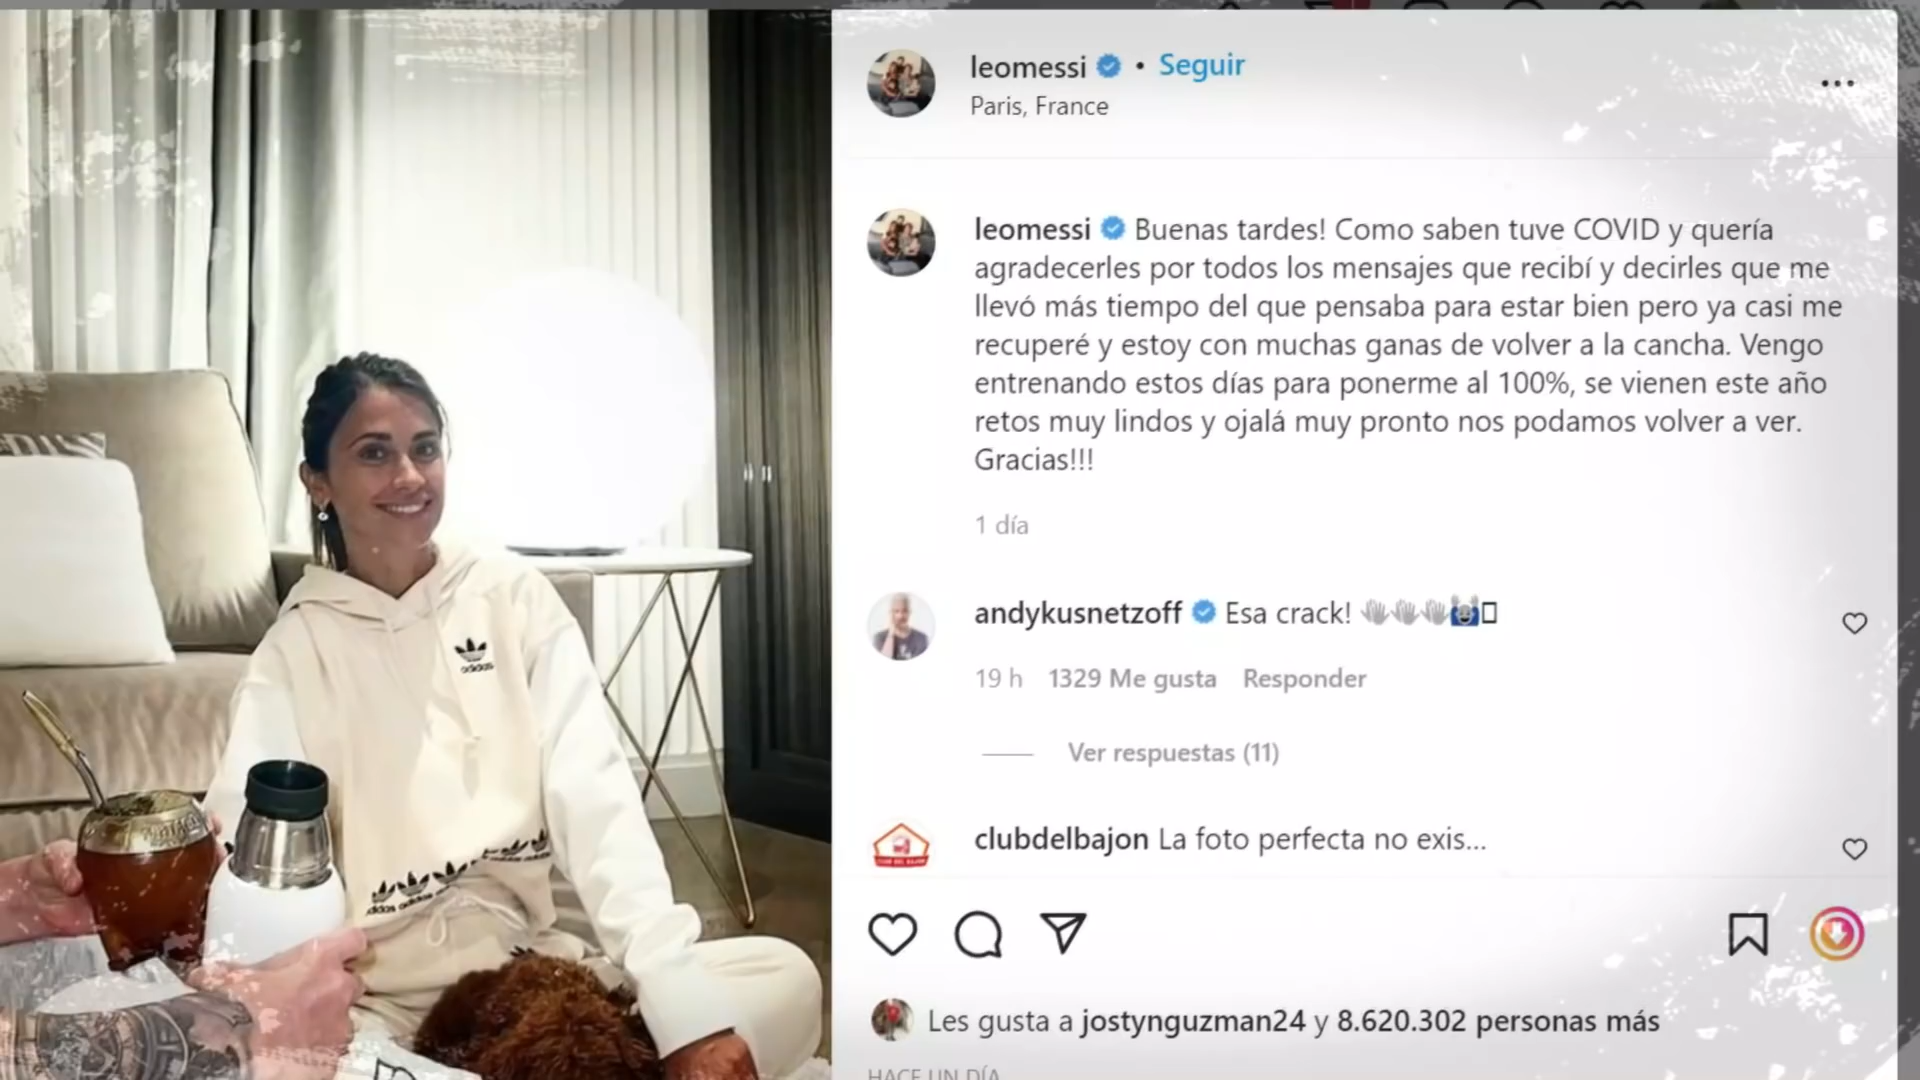 leomessi • Seguir
Paris, France
leomessi Buenas tardes! Como saben tuve COVID y quería
agradecerles por todos los mensajes que recibí y decirles que me
llevó más tiempo del que pensaba para estar bien pero ya casi me
recuperé y estoy con muchas ganas de volver a la cancha. Vengo
entrenando estos días para ponerme al 100%, se vienen este año
retos muy lindos y ojalá muy pronto nos podamos volver a ver.
Gracias!!!
1 día
andykusnetzoff Esa crack!
19 h 1329 Me gusta Responder
Ver respuestas (11)
clubdelbajon La foto perfecta no exis...
Les gusta a jostynguzman24 y 8.620.302 personas más
HACE UN DÍA
adidas
adidas adidas adidas